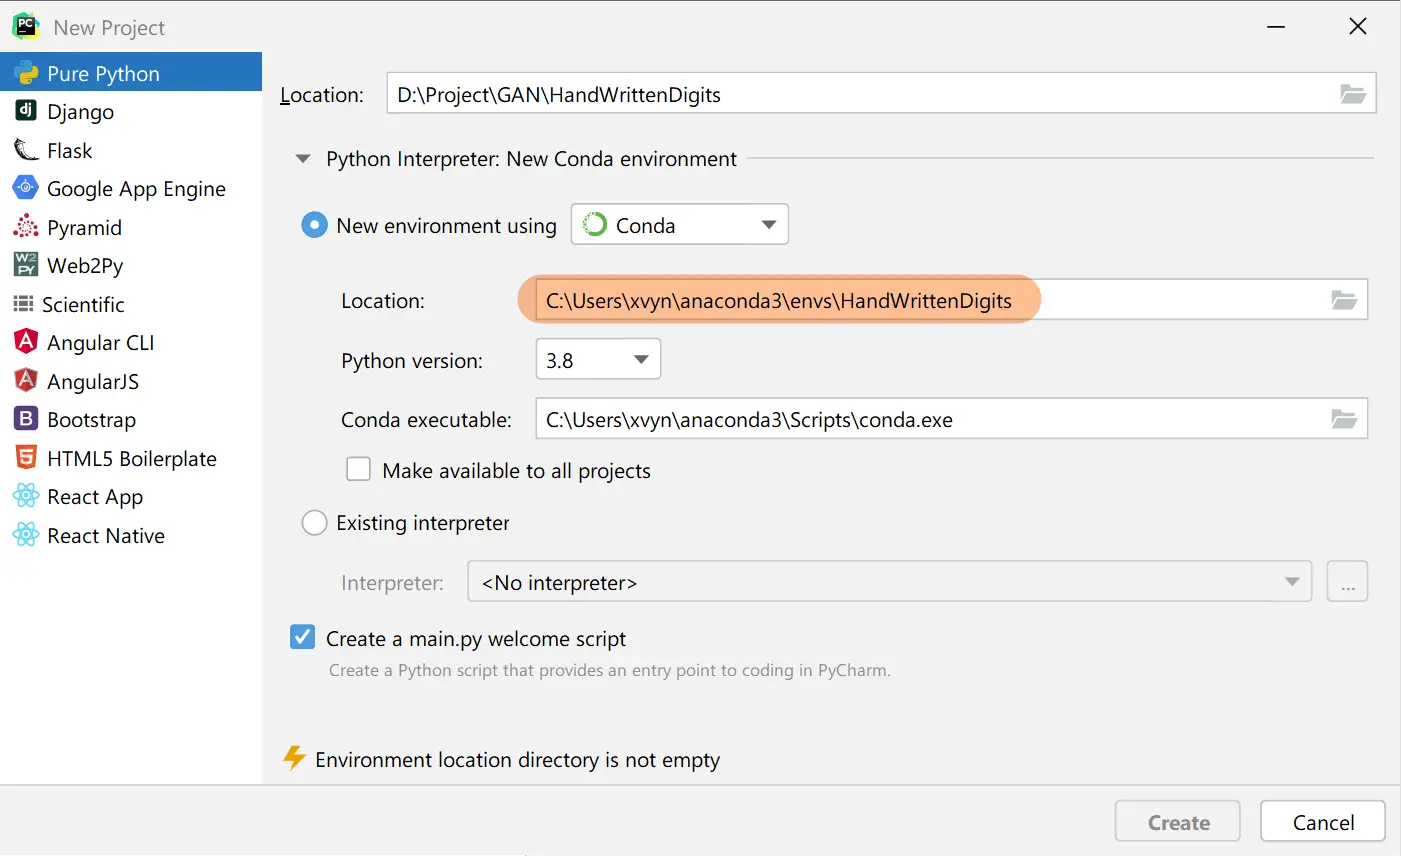 New Project
Pure Python
Django
Flask
Google App Engine
Pyramid
Web2Py
Scientific
Angular CLI
AngularJS
Bootstrap
HTML5 Boilerplate
React App
React Native
Location: D:\Project\GAN\HandWrittenDigits
Python Interpreter: New Conda environment
New environment using Conda
Location: C:\Users\xvyn\anaconda3\envs\HandWrittenDigits
Python version: 3.8
Conda executable: C:\Users\xvyn\anaconda3\Scripts\conda.exe
Make available to all projects
Existing interpreter
Interpreter: <No interpreter> ...
Create a main.py welcome script
Create a Python script that provides an entry point to coding in PyCharm.
Environment location directory is not empty
Create Cancel